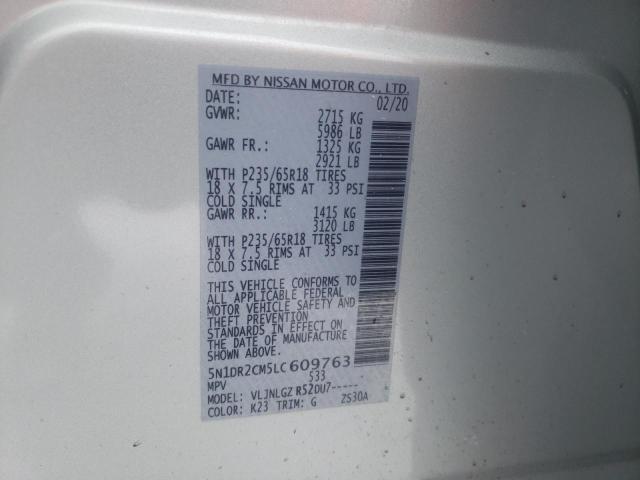 MFD BY NISSAN MOTOR CO., LTD.
DATE: 02/20
GVWR: 2715 KG
5986 LB
GAWR FR.: 1325 KG
2921 LB
WITH P235/65R18 TIRES
18 X 7.5 RIMS AT 33 PSI
COLD SINGLE
GAWR RR.: 1415 KG
3120 LB
WITH P235/65R18 TIRES
18 X 7.5 RIMS AT 33 PSI
COLD SINGLE
THIS VEHICLE CONFORMS TO
ALL APPLICABLE FEDERAL
MOTOR VEHICLE SAFETY AND
THEFT PREVENTION
STANDARDS IN EFFECT ON
THE DATE OF MANUFACTURE
SHOWN ABOVE.
5N1DR2CM5LC609763
MPV 533
MODEL: VLJNLGZ R52DU7-----
COLOR: K23 TRIM: G ZS30A